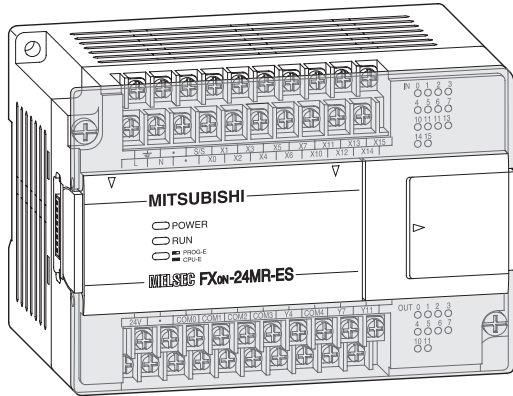 IN 0 1 2 3
4 5 6 7
10 11 11 13
14 15
• S/S X1 X3 X5 X7 X11 X13 X15
L N • X0 X2 X4 X6 X10 X12 X14
MITSUBISHI
POWER
RUN
PROG-E
CPU-E
MELSEC FX0N-24MR-ES
24V • COM0 COM1 COM2 COM3 Y4 COM4 Y7 Y11
OUT 0 1 2 3
4 5 6 7
10 11